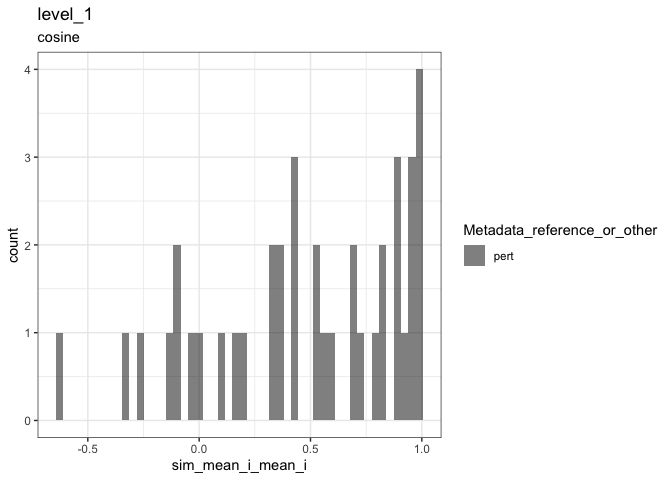 level_1
cosine
4
3
2
1
0
count
-0.5 0.0 0.5 1.0
sim_mean_i_mean_i
Metadata_reference_or_other
pert